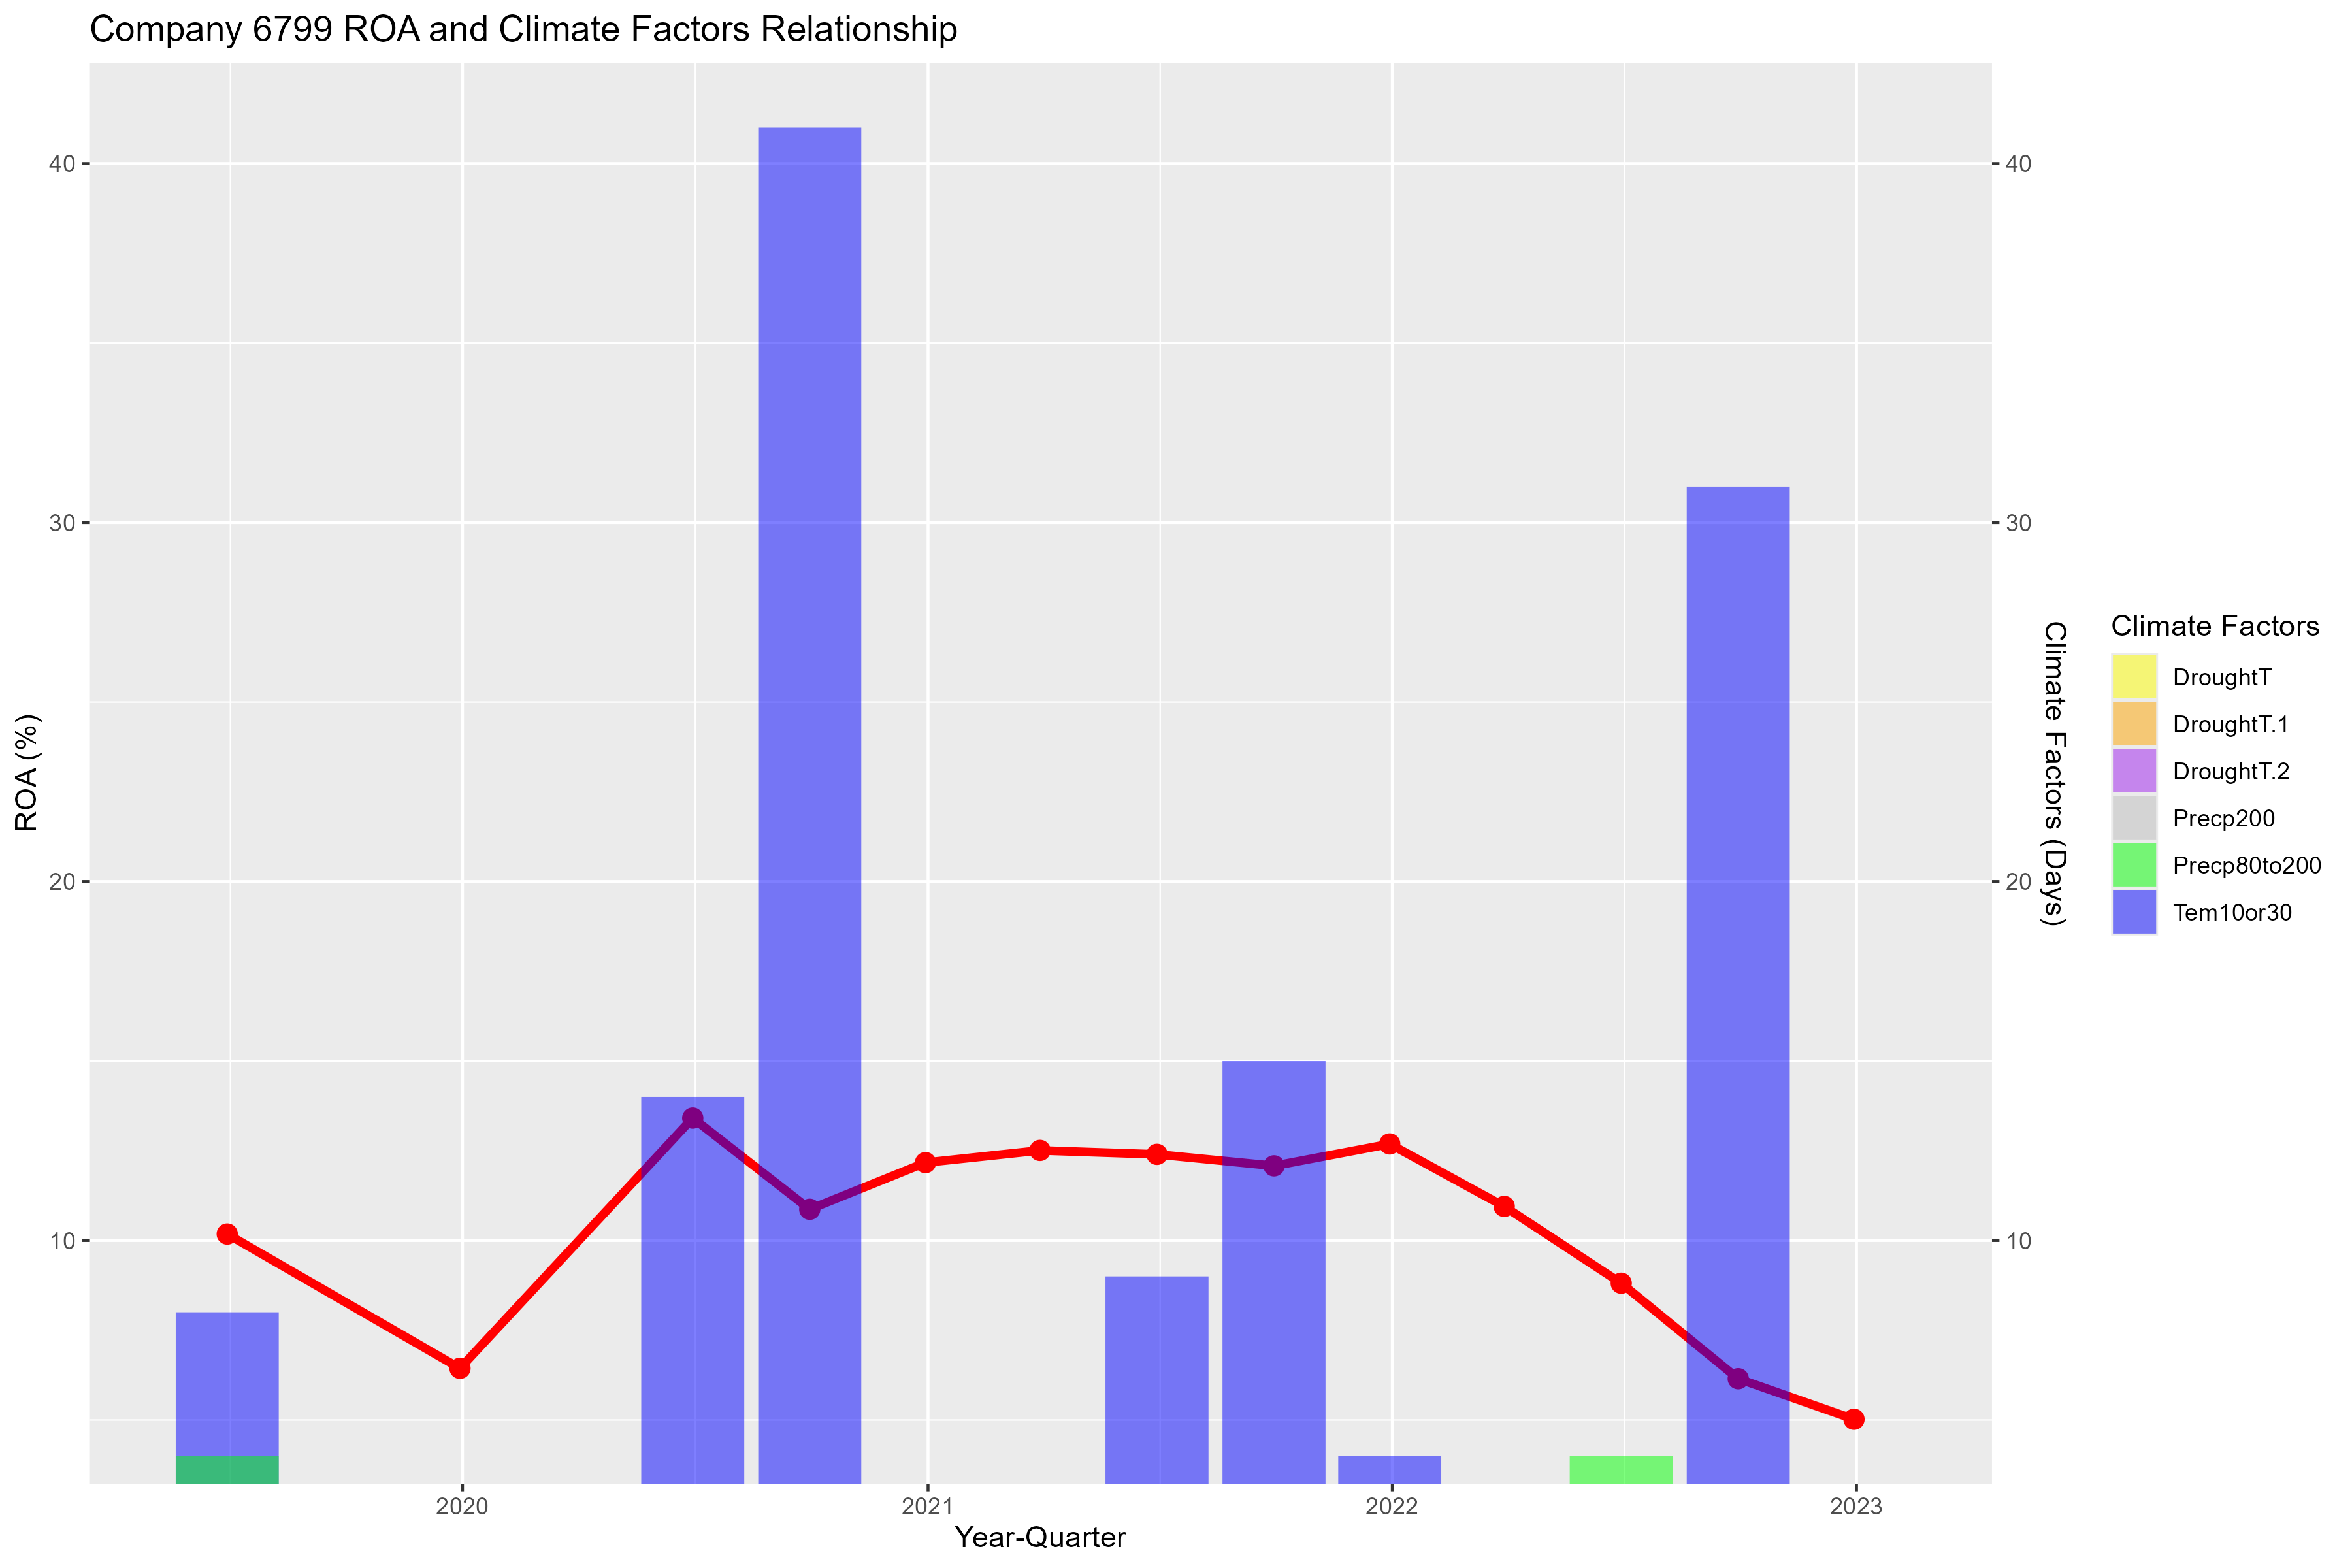 Company 6799 ROA and Climate Factors Relationship
40
30
20
10
ROA (%)
2020
2021
2022
2023
Year-Quarter
40
30
20
10
Climate Factors (Days)
Climate Factors
DroughtT
DroughtT.1
DroughtT.2
Precp200
Precp80to200
Tem10or30